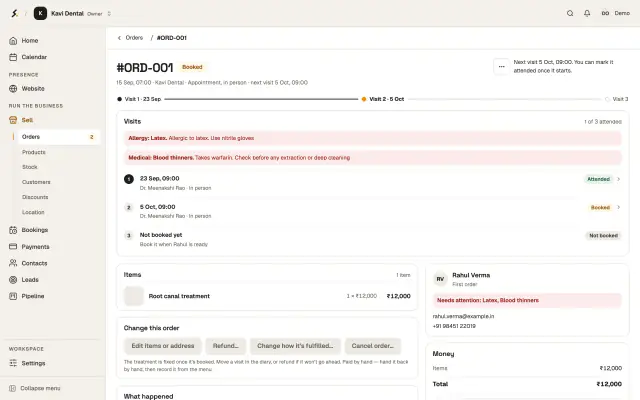 K Kavi Dental Owner
DO Demo
Home
Calendar
PRESENCE
Website
RUN THE BUSINESS
Sell
Orders 2
Products
Stock
Customers
Discounts
Location
Bookings
Payments
Contacts
Leads
Pipeline
WORKSPACE
Settings
Collapse menu
Orders / #ORD-001
#ORD-001 Booked
15 Sep, 07:00 · Kavi Dental · Appointment, in person · next visit 5 Oct, 09:00
Next visit 5 Oct, 09:00. You can mark it
attended once it starts.
Visit 1 · 23 Sep
Visit 2 · 5 Oct
Visit 3
Visits 1 of 3 attended
Allergy: Latex. Allergic to latex. Use nitrile gloves
Medical: Blood thinners. Takes warfarin. Check before any extraction or deep cleaning
1 23 Sep, 09:00 Attended
Dr. Meenakshi Rao · In person
2 5 Oct, 09:00 Booked
Dr. Meenakshi Rao · In person
3 Not booked yet Not booked
Book it when Rahul is ready
Items 1 item
Root canal treatment 1 × ₹12,000 ₹12,000
Change this order
Edit items or address Refund... Change how it's fulfilled... Cancel order...
The treatment is fixed once it's booked. Move a visit in the diary, or refund if it won't go ahead. Paid by hand — hand it back
by hand, then record it from the menu.
What happened
RV Rahul Verma
First order
Needs attention: Latex, Blood thinners
rahul.verma@example.in
+91 98451 22019
Money
Items ₹12,000
Total ₹12,000